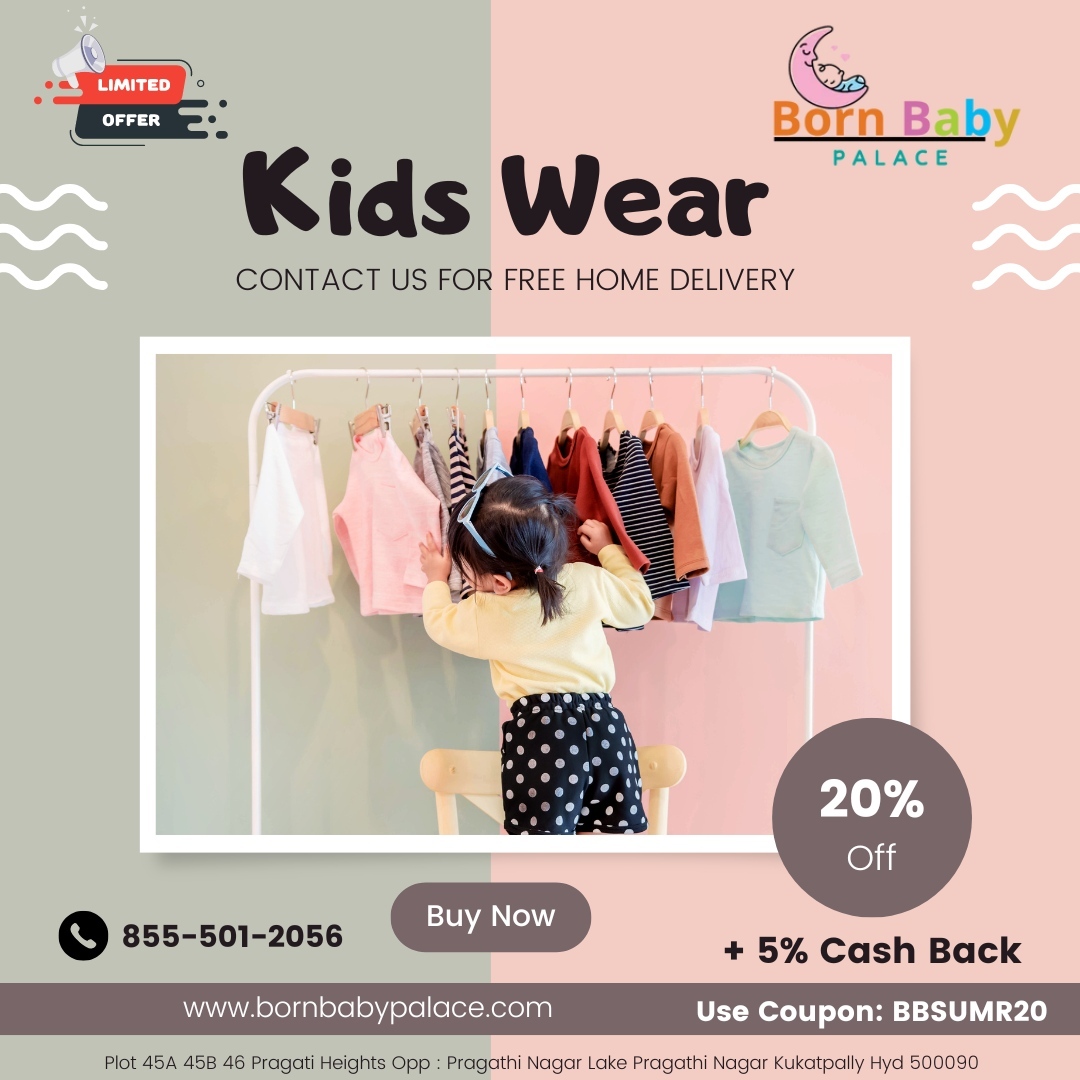 LIMITED
OFFER
Born Baby
PALACE
Kids Wear
CONTACT US FOR FREE HOME DELIVERY
20%
Off
Buy Now
855-501-2056
+ 5% Cash Back
www.bornbabypalace.com
Use Coupon: BBSUMR20
Plot 45A 45B 46 Pragati Heights Opp : Pragathi Nagar Lake Pragathi Nagar Kukatpally Hyd 500090